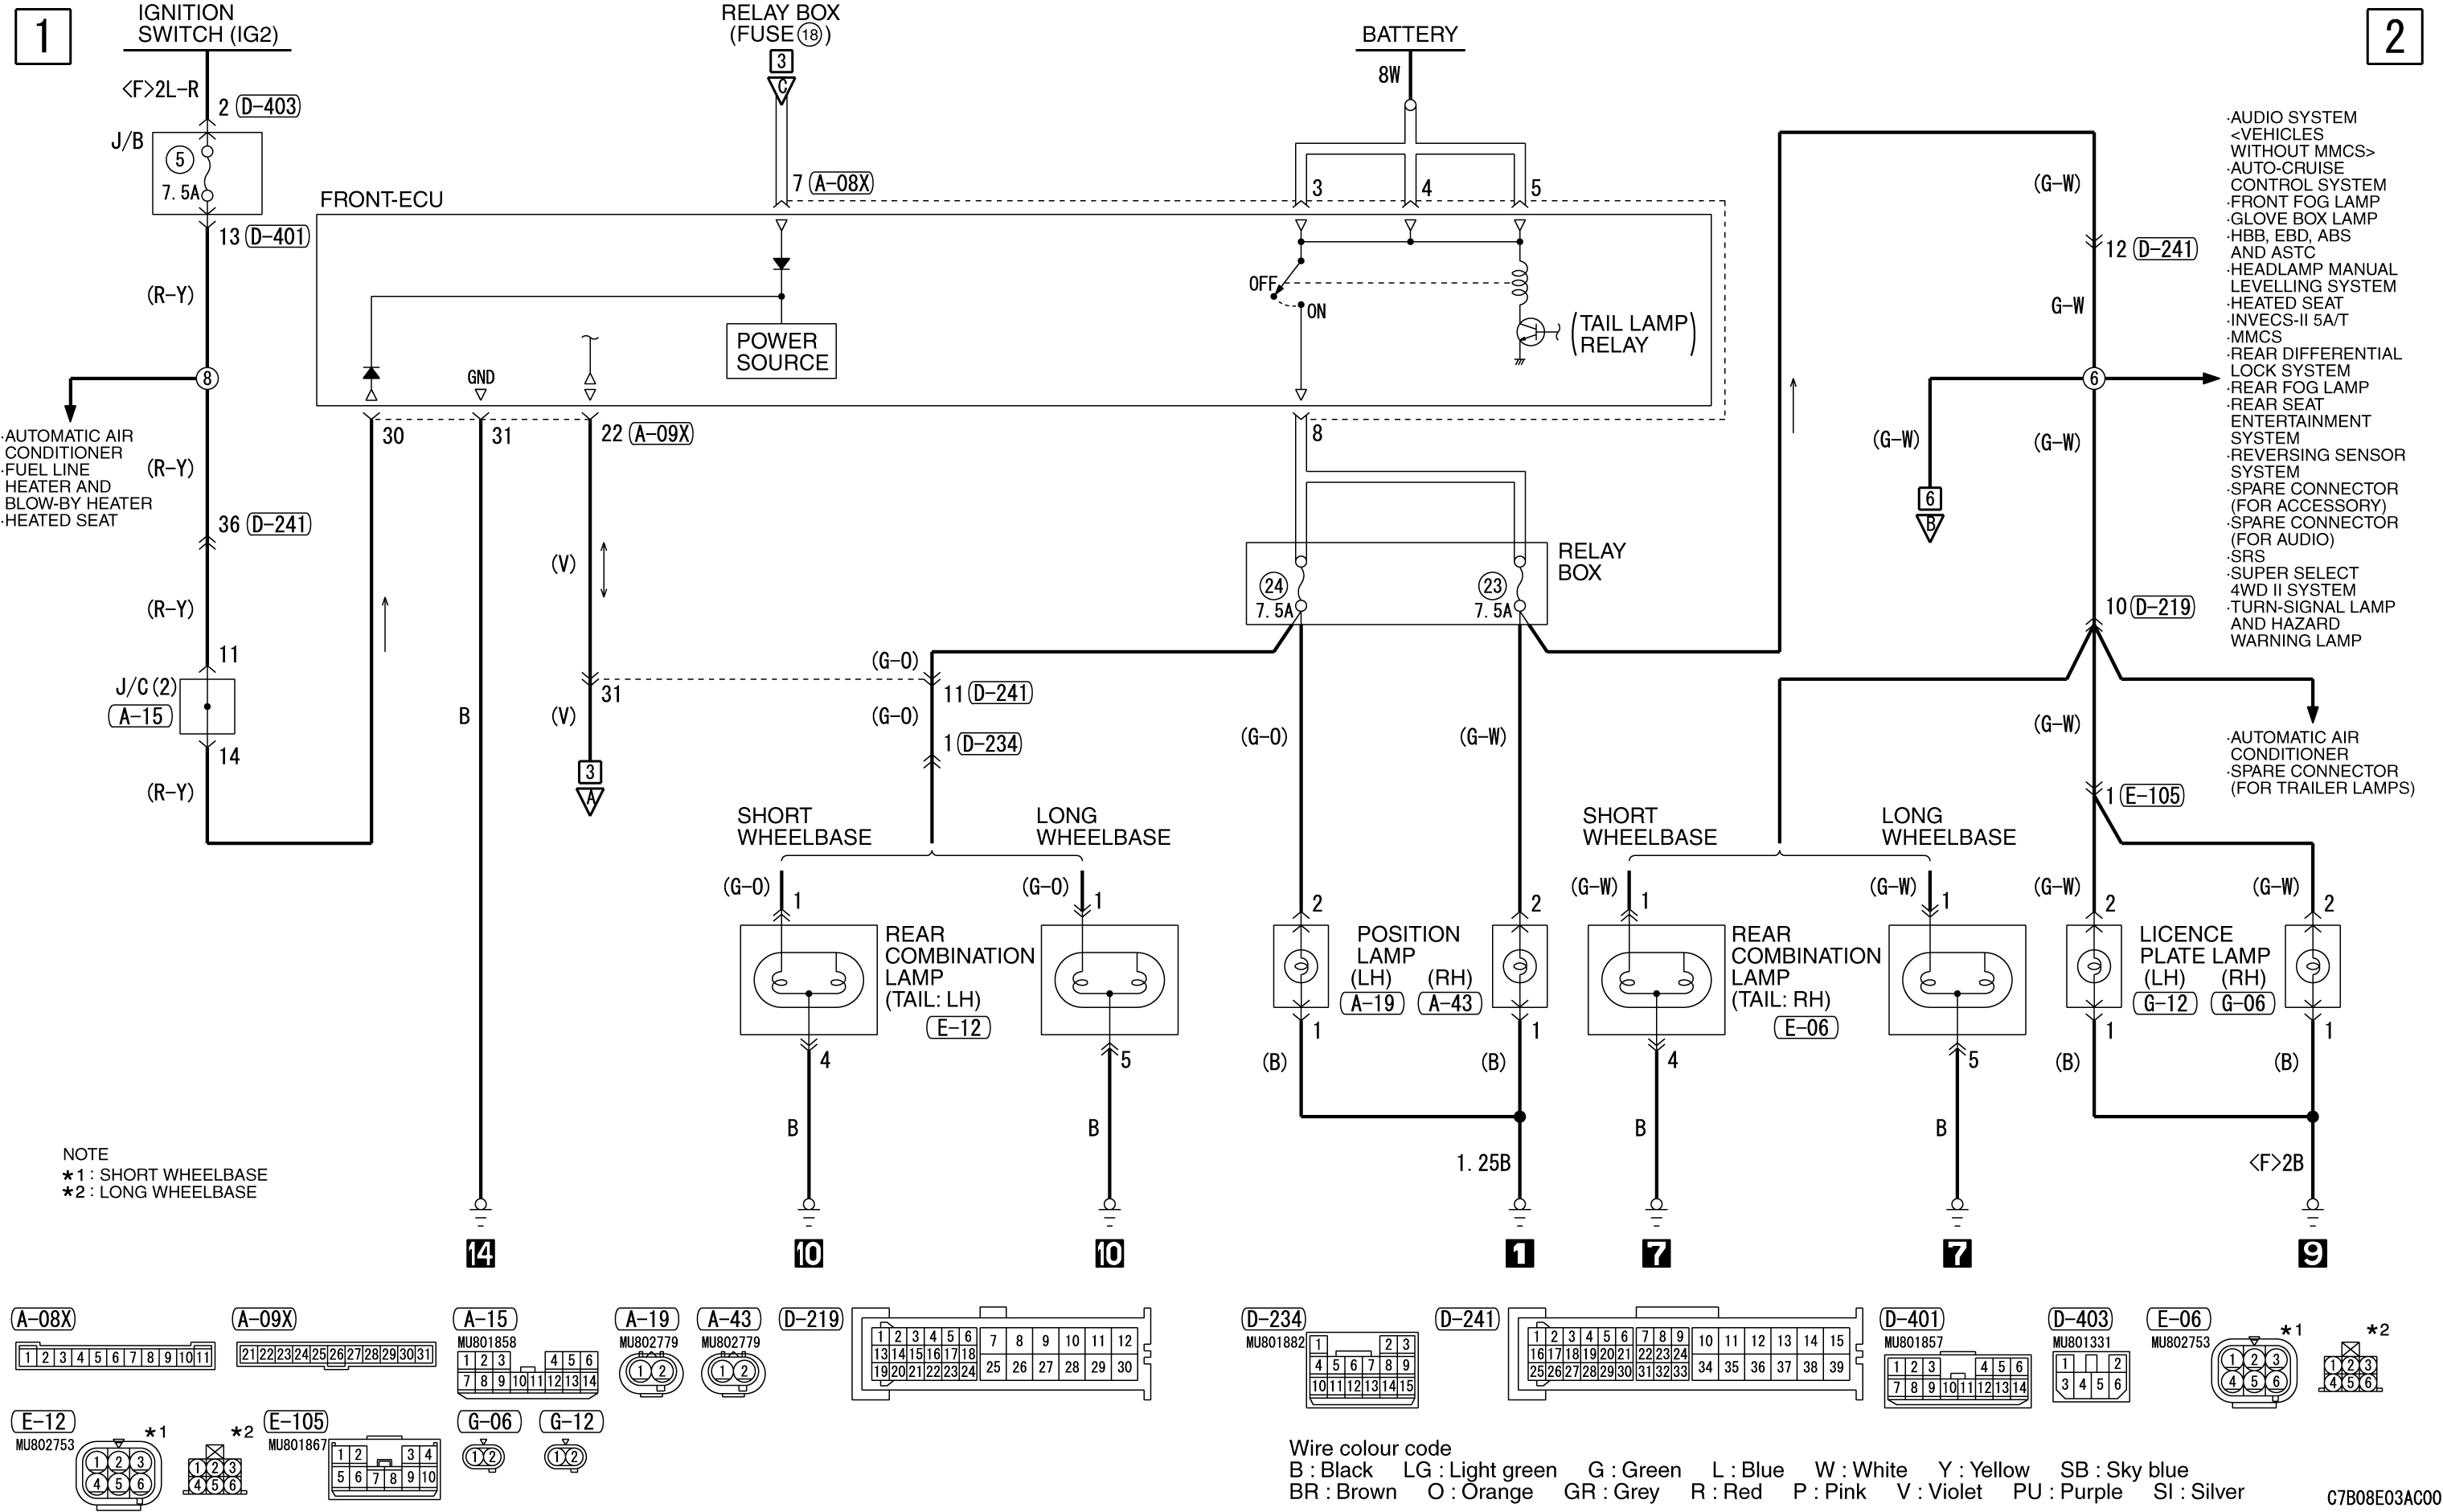 1
IGNITION
SWITCH (IG2)
RELAY BOX
(FUSE 18)
BATTERY
2
3
C
8W
<F>2L-R
2 (D-403)
J/B
5
7.5A
13 (D-401)
FRONT-ECU
7 (A-08X)
3
4
5
OFF
ON
(TAIL LAMP
RELAY)
POWER
SOURCE
GND
(R-Y)
8
·AUTOMATIC AIR
CONDITIONER
·FUEL LINE
HEATER AND
BLOW-BY HEATER
·HEATED SEAT
(R-Y)
36 (D-241)
(R-Y)
11
J/C(2)
A-15
14
(R-Y)
30
31
22 (A-09X)
8
(V)
B
(V)
31
3
A
(G-O)
11 (D-241)
(G-O)
1 (D-234)
RELAY
BOX
24
7.5A
23
7.5A
(G-O)
(G-W)
(G-W)
12 (D-241)
G-W
6
(G-W)
6
B
(G-W)
10 (D-219)
(G-W)
1 (E-105)
·AUDIO SYSTEM
<VEHICLES
WITHOUT MMCS>
·AUTO-CRUISE
CONTROL SYSTEM
·FRONT FOG LAMP
·GLOVE BOX LAMP
·HBB, EBD, ABS
AND ASTC
·HEADLAMP MANUAL
LEVELLING SYSTEM
·HEATED SEAT
·INVECS-II 5A/T
·MMCS
·REAR DIFFERENTIAL
LOCK SYSTEM
·REAR FOG LAMP
·REAR SEAT
ENTERTAINMENT
SYSTEM
·REVERSING SENSOR
SYSTEM
·SPARE CONNECTOR
(FOR ACCESSORY)
·SPARE CONNECTOR
(FOR AUDIO)
·SRS
·SUPER SELECT
4WD II SYSTEM
·TURN-SIGNAL LAMP
AND HAZARD
WARNING LAMP
·AUTOMATIC AIR
CONDITIONER
·SPARE CONNECTOR
(FOR TRAILER LAMPS)
SHORT
WHEELBASE
LONG
WHEELBASE
SHORT
WHEELBASE
LONG
WHEELBASE
(G-O) 1
(G-O) 1
2
2
(G-W) 1
(G-W) 1
(G-W) 2
(G-W) 2
REAR
COMBINATION
LAMP
(TAIL: LH)
E-12
POSITION
LAMP
(LH) (RH)
A-19 A-43
REAR
COMBINATION
LAMP
(TAIL: RH)
E-06
LICENCE
PLATE LAMP
(LH) (RH)
G-12 G-06
4
5
1
1
4
5
1
1
(B)
(B)
(B)
(B)
B
B
B
B
1.25B
<F>2B
NOTE
*1 : SHORT WHEELBASE
*2 : LONG WHEELBASE
14
10
10
1
7
7
9
A-08X
1 2 3 4 5 6 7 8 9 10 11
A-09X
21 22 23 24 25 26 27 28 29 30 31
A-15
MU801858
1 2 3 4 5 6
7 8 9 10 11 12 13 14
A-19
MU802779
1 2
A-43
MU802779
1 2
D-219
1 2 3 4 5 6 7 8 9 10 11 12
13 14 15 16 17 18
19 20 21 22 23 24 25 26 27 28 29 30
D-234
MU801882
1 2 3
4 5 6 7 8 9
10 11 12 13 14 15
D-241
1 2 3 4 5 6 7 8 9 10 11 12 13 14 15
16 17 18 19 20 21 22 23 24
25 26 27 28 29 30 31 32 33 34 35 36 37 38 39
D-401
MU801857
1 2 3 4 5 6
7 8 9 10 11 12 13 14
D-403
MU801331
1 2
3 4 5 6
E-06
MU802753
*1
1 2 3
4 5 6
*2
1 2 3
4 5 6
E-12
MU802753
*1
1 2 3
4 5 6
*2
1 2 3
4 5 6
E-105
MU801867
1 2 3 4
5 6 7 8 9 10
G-06
1 2
G-12
1 2
Wire colour code
B : Black LG : Light green G : Green L : Blue W : White Y : Yellow SB : Sky blue
BR : Brown O : Orange GR : Grey R : Red P : Pink V : Violet PU : Purple SI : Silver
C7B08E03AC00